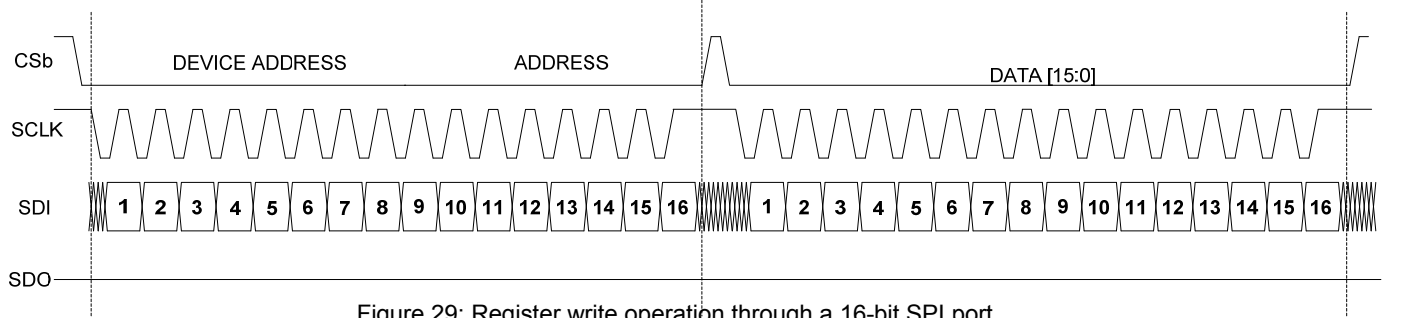 CSb DEVICE ADDRESS ADDRESS DATA [15:0]
SCLK
SDI 1 2 3 4 5 6 7 8 9 10 11 12 13 14 15 16 1 2 3 4 5 6 7 8 9 10 11 12 13 14 15 16
SDO
Figure 29: Register write operation through a 16-bit SPI port